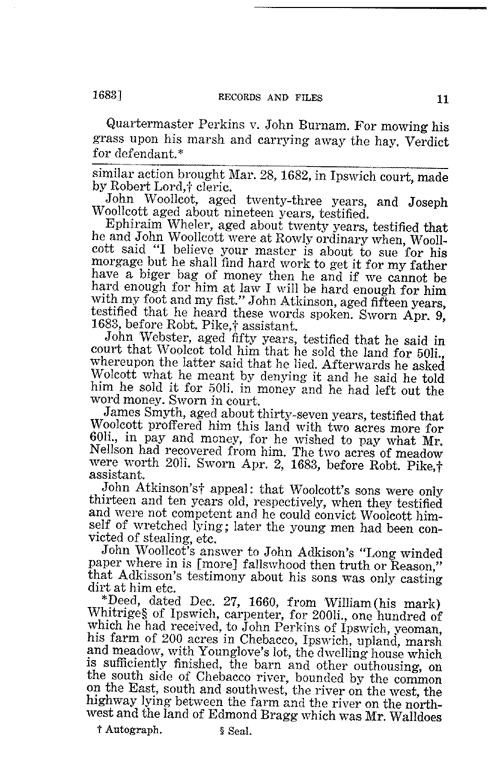 1683]
RECORDS AND FILES
11
Quartermaster Perkins v. John Burnam. For mowing his
grass upon his marsh and carrying away the hay. Verdict
for defendant.*
similar action brought Mar. 28, 1682, in Ipswich court, made
by Robert Lord,† cleric.
John Woollcot, aged twenty-three years, and Joseph
Woollcott aged about nineteen years, testified.
Ephiraim Wheler, aged about twenty years, testified that
he and John Woollcott were at Rowly ordinary when, Wooll-
cott said "I believe your master is about to sue for his
morgage but he shall find hard work to get it for my father
have a biger bag of money then he and if we cannot be
hard enough for him at law I will be hard enough for him
with my foot and my fist." John Atkinson, aged fifteen years,
testified that he heard these words spoken. Sworn Apr. 9,
1683, before Robt. Pike,† assistant.
John Webster, aged fifty years, testified that he said in
court that Woolcot told him that he sold the land for 50li.,
whereupon the latter said that he lied. Afterwards he asked
Wolcott what he meant by denying it and he said he told
him he sold it for 50li. in money and he had left out the
word money. Sworn in court.
James Smyth, aged about thirty-seven years, testified that
Woolcott proffered him this land with two acres more for
60li., in pay and money, for he wished to pay what Mr.
Nellson had recovered from him. The two acres of meadow
were worth 20li. Sworn Apr. 2, 1683, before Robt. Pike,†
assistant.
John Atkinson's† appeal: that Woolcott's sons were only
thirteen and ten years old, respectively, when they testified
and were not competent and he could convict Woolcott him-
self of wretched lying; later the young men had been con-
victed of stealing, etc.
John Woollcot's answer to John Adkison's "Long winded
paper where in is [more] fallswhood then truth or Reason,"
that Adkisson's testimony about his sons was only casting
dirt at him etc.
*Deed, dated Dec. 27, 1660, from William (his mark)
Whitrige§ of Ipswich, carpenter, for 200li., one hundred of
which he had received, to John Perkins of Ipswich, yeoman,
his farm of 200 acres in Chebacco, Ipswich, upland, marsh
and meadow, with Younglove's lot, the dwelling house which
is sufficiently finished, the barn and other outhousing, on
the south side of Chebacco river, bounded by the common
on the East, south and southwest, the river on the west, the
highway lying between the farm and the river on the north-
west and the land of Edmond Bragg which was Mr. Walldoes
† Autograph.
§ Seal.